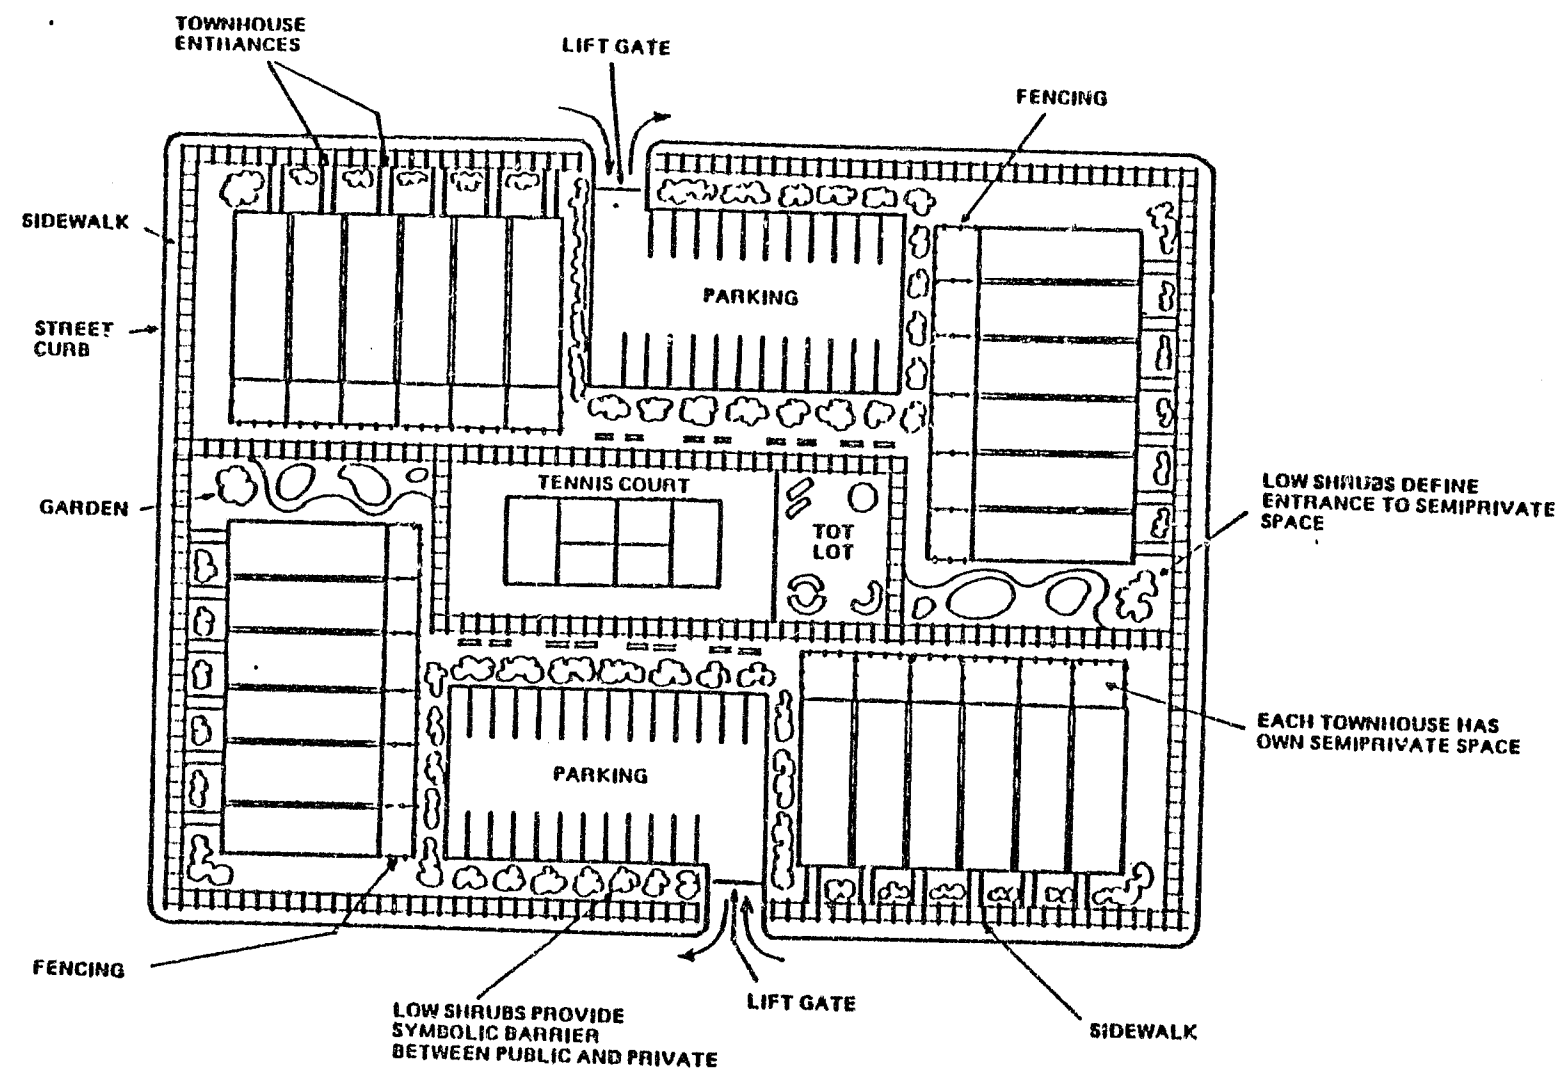 TOWNHOUSE
ENTRANCES
LIFT GATE
FENCING
SIDEWALK
STREET
CURB
PARKING
GARDEN
TENNIS COURT
TOT
LOT
LOW SHRUBS DEFINE
ENTRANCE TO SEMIPRIVATE
SPACE
EACH TOWNHOUSE HAS
OWN SEMIPRIVATE SPACE
PARKING
FENCING
LOW SHRUBS PROVIDE
SYMBOLIC BARRIER
BETWEEN PUBLIC AND PRIVATE
LIFT GATE
SIDEWALK